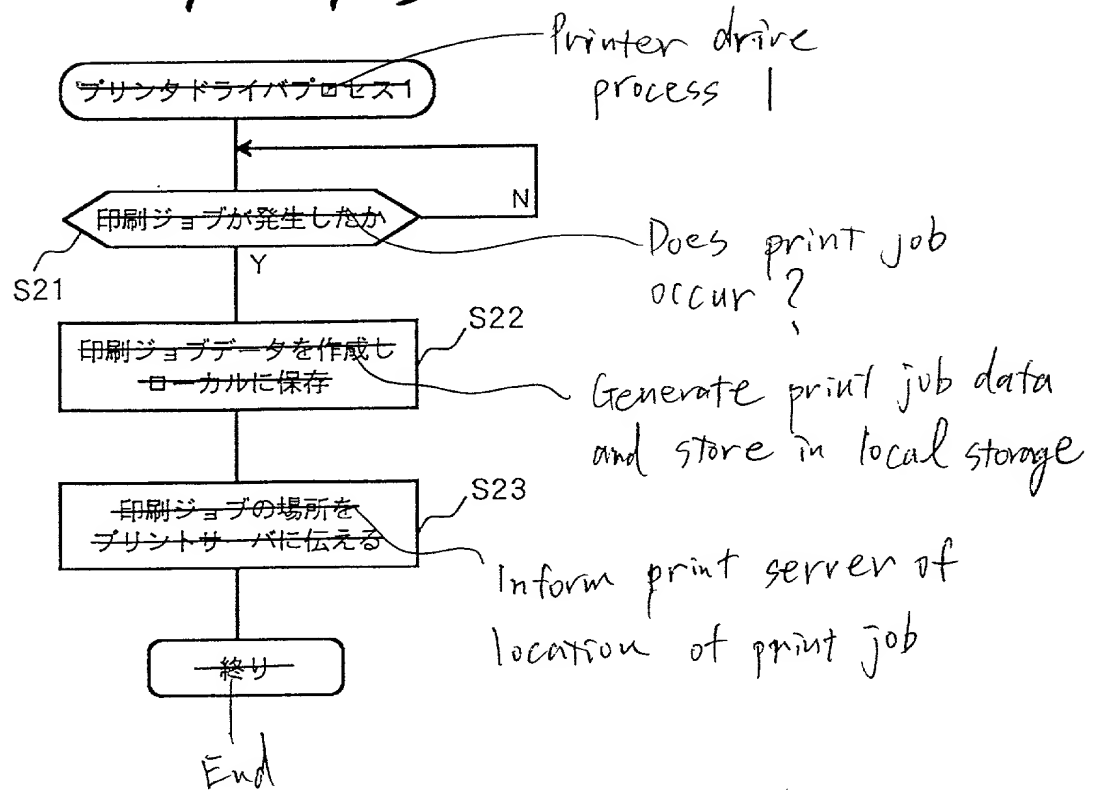 Printer drive
process 1
プリンタドライバプロセス1
N
印刷ジョブが発生したか
Y
S21
Does print job
occur ?
S22
印刷ジョブデータを作成し
ローカルに保存
Generate print job data
and store in local storage
S23
印刷ジョブの場所を
プリントサーバに伝える
Inform print server of
location of print job
終り
End